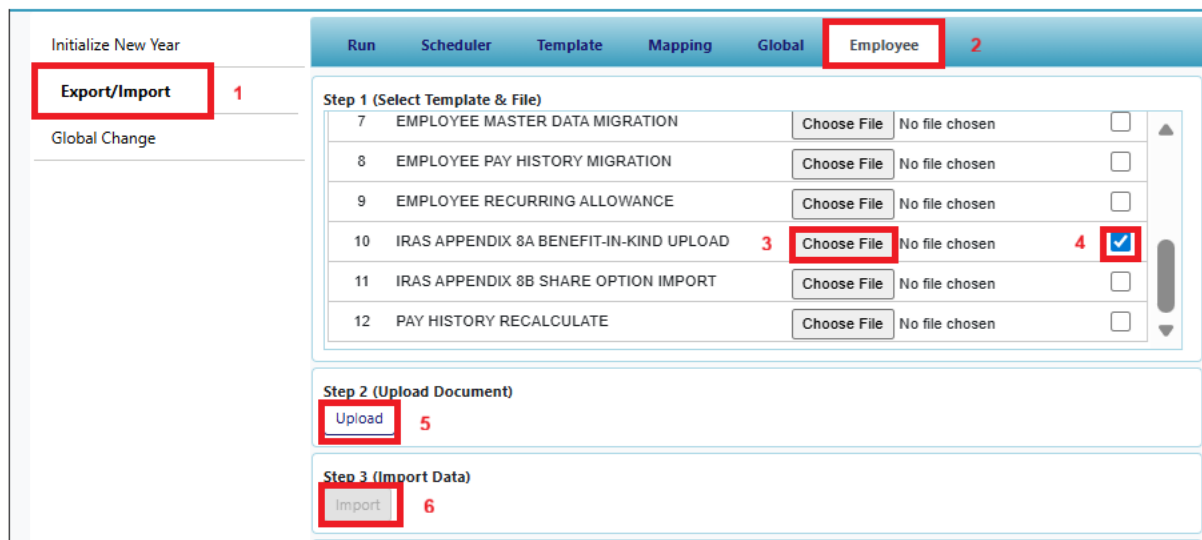 Initialize New Year
Export/Import 1
Global Change
Run Scheduler Template Mapping Global Employee 2
Step 1 (Select Template & File)
7 EMPLOYEE MASTER DATA MIGRATION Choose File No file chosen
8 EMPLOYEE PAY HISTORY MIGRATION Choose File No file chosen
9 EMPLOYEE RECURRING ALLOWANCE Choose File No file chosen
10 IRAS APPENDIX 8A BENEFIT-IN-KIND UPLOAD 3 Choose File No file chosen 4
11 IRAS APPENDIX 8B SHARE OPTION IMPORT Choose File No file chosen
12 PAY HISTORY RECALCULATE Choose File No file chosen
Step 2 (Upload Document)
Upload 5
Step 3 (Import Data)
Import 6